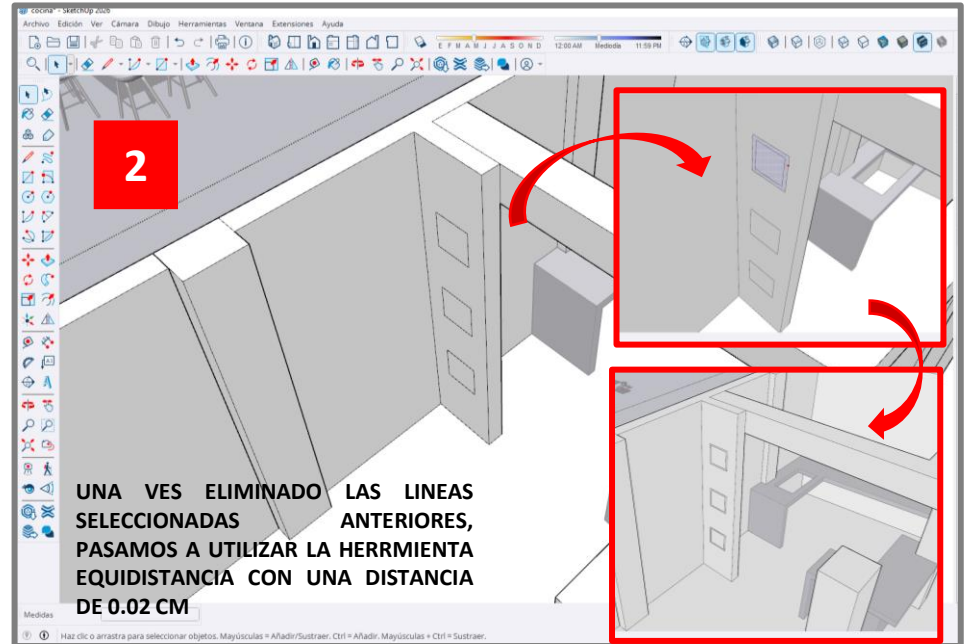 cocina* - SketchUp 2026
Archivo Edición Ver Cámara Dibujo Herramientas Ventana Extensiones Ayuda
E F M A M J J A S O N D 12:00 AM Mediodía 11:59 PM
2
UNA VES ELIMINADO LAS LINEAS
SELECCIONADAS ANTERIORES,
PASAMOS A UTILIZAR LA HERRMIENTA
EQUIDISTANCIA CON UNA DISTANCIA
DE 0.02 CM
Medidas
Haz clic o arrastra para seleccionar objetos. Mayúsculas = Añadir/Sustraer. Ctrl = Añadir. Mayúsculas + Ctrl = Sustraer.